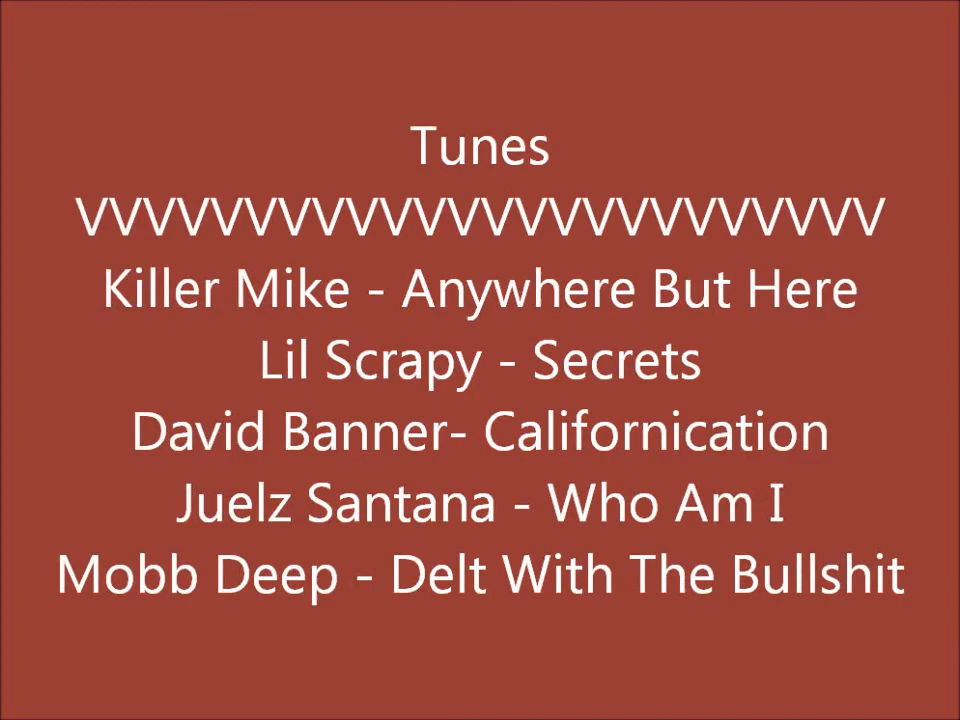 Tunes
VVVVVVVVVVVVVVVVVVVVVVVV
Killer Mike - Anywhere But Here
Lil Scrapy - Secrets
David Banner- Californication
Juelz Santana - Who Am I
Mobb Deep - Delt With The Bullshit